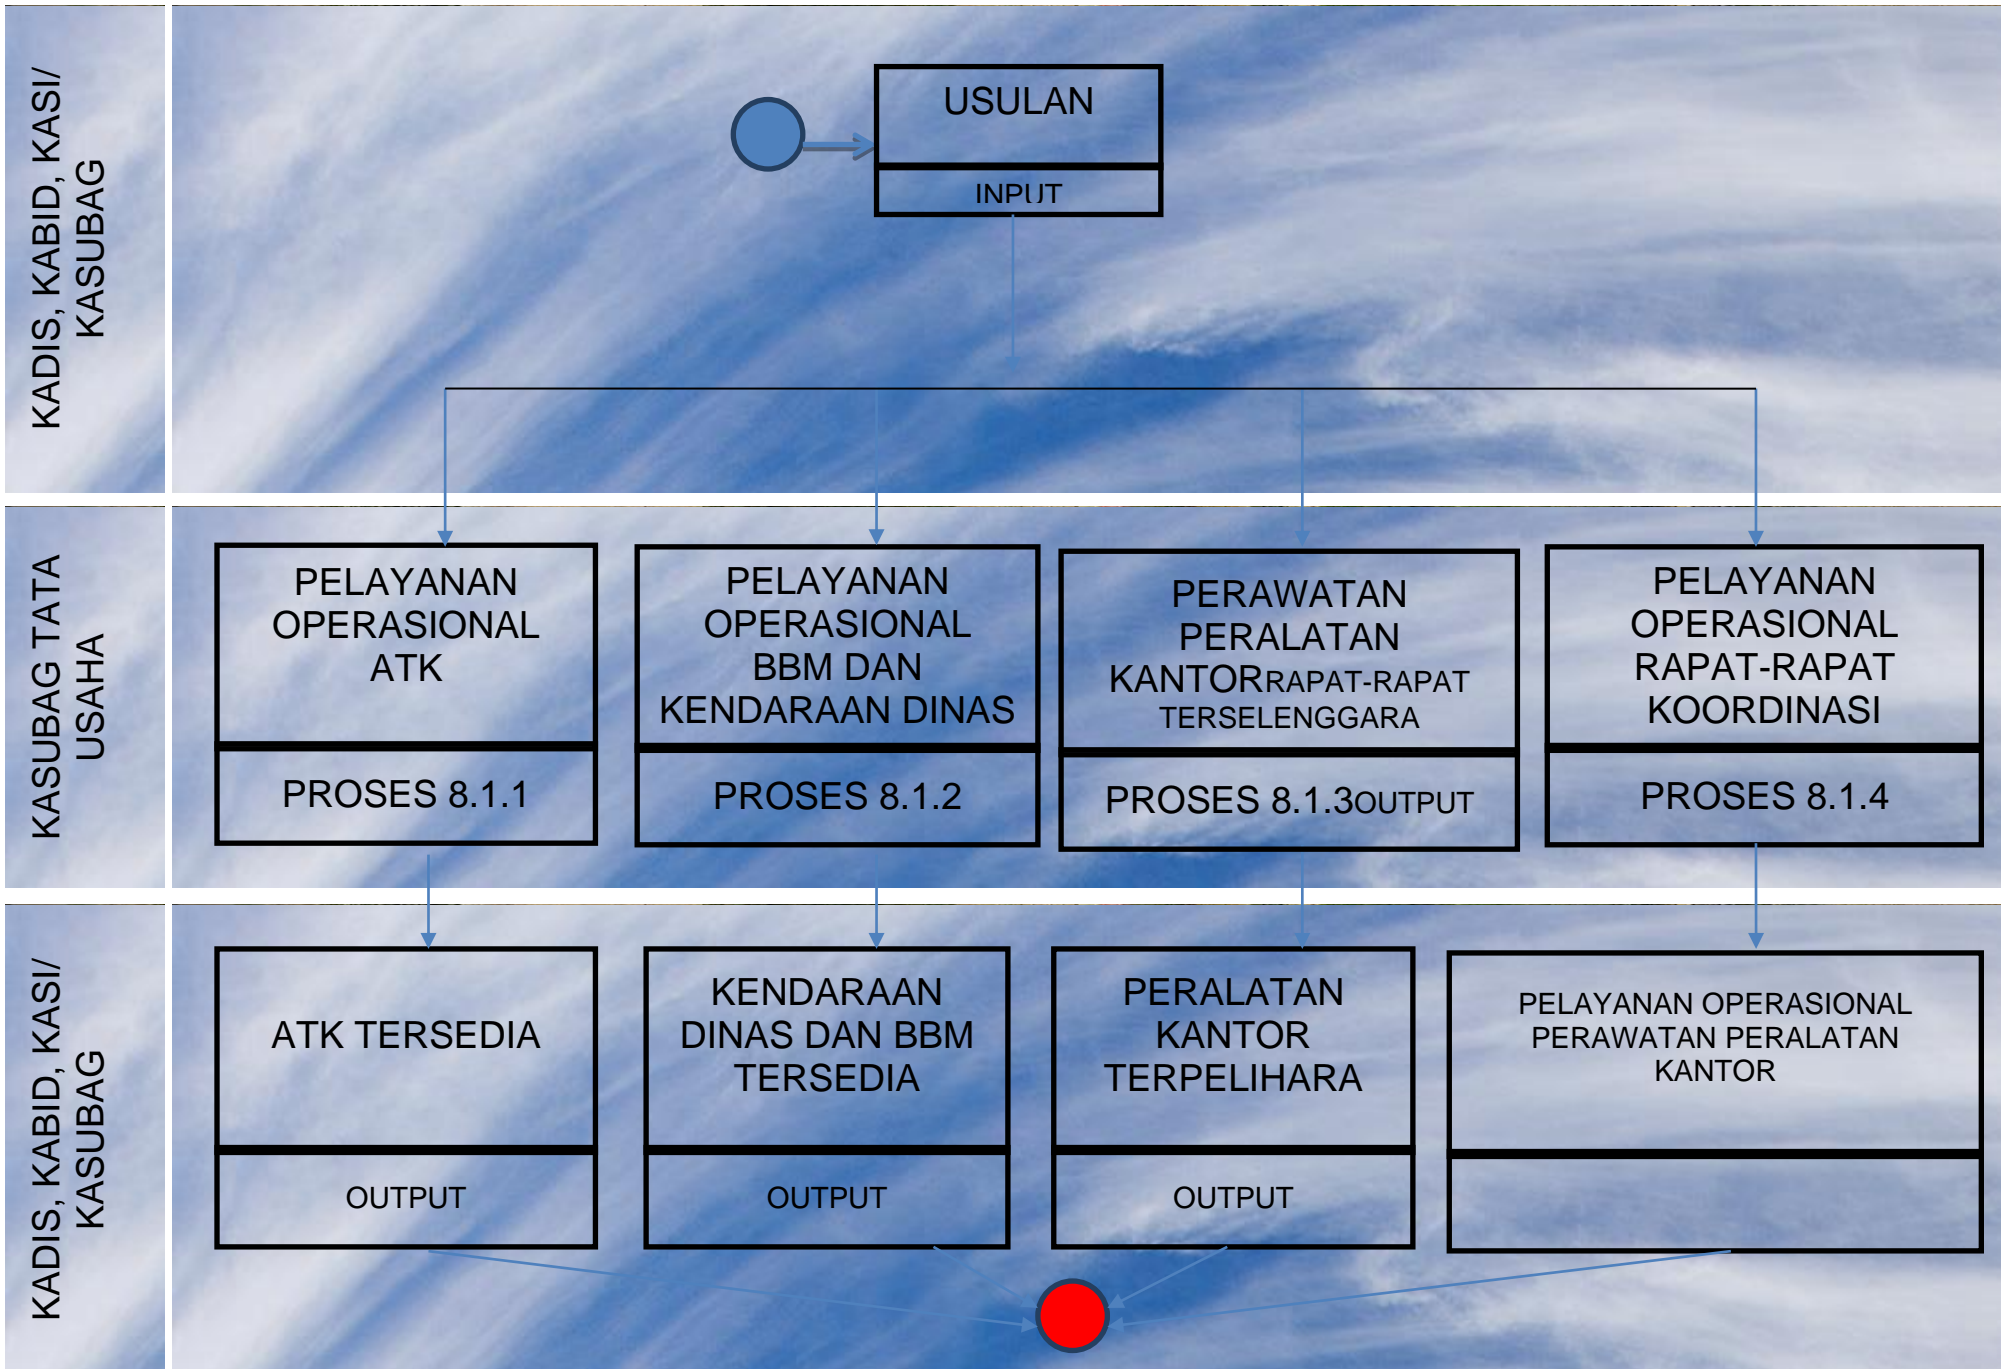 KADIS, KABID, KASI/
KASUBAG
USULAN
INPUT
KASUBAG TATA
USAHA
PELAYANAN
OPERASIONAL
ATK
PROSES 8.1.1
PELAYANAN
OPERASIONAL
BBM DAN
KENDARAAN DINAS
PROSES 8.1.2
PERAWATAN
PERALATAN
KANTORRAPAT-RAPAT
TERSELENGGARA
PROSES 8.1.3OUTPUT
PELAYANAN
OPERASIONAL
RAPAT-RAPAT
KOORDINASI
PROSES 8.1.4
KADIS, KABID, KASI/
KASUBAG
ATK TERSEDIA
OUTPUT
KENDARAAN
DINAS DAN BBM
TERSEDIA
OUTPUT
PERALATAN
KANTOR
TERPELIHARA
OUTPUT
PELAYANAN OPERASIONAL
PERAWATAN PERALATAN
KANTOR